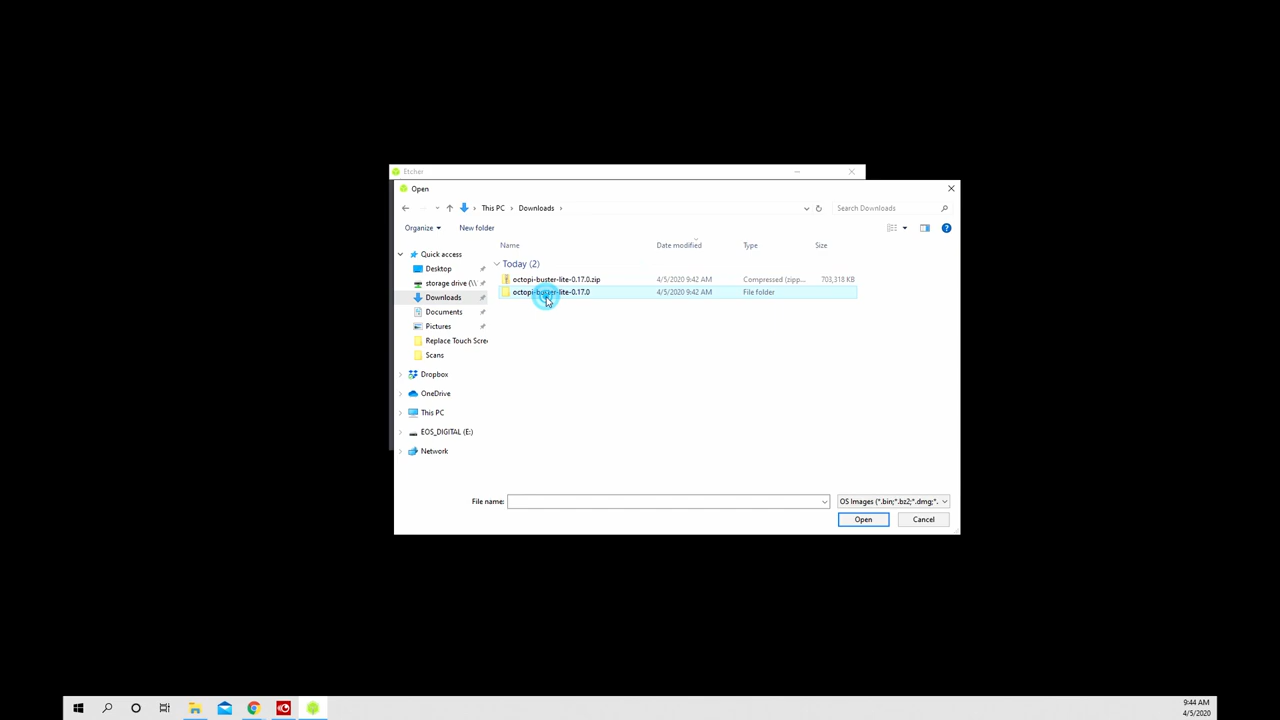 Etcher
Open
This PC > Downloads >
Search Downloads
Organize
New folder
Name
Date modified
Type
Size
Quick access
Desktop
storage drive (\\
Downloads
Documents
Pictures
Replace Touch Scre
Scans
Dropbox
OneDrive
This PC
EOS_DIGITAL (E:)
Network
Today (2)
octopi-buster-lite-0.17.0.zip 4/5/2020 9:42 AM Compressed (zipp... 703,318 KB
octopi-buster-lite-0.17.0 4/5/2020 9:42 AM File folder
File name:
OS Images (*.bin;*.bz2;*.dmg;*.
Open
Cancel
9:44 AM
4/5/2020